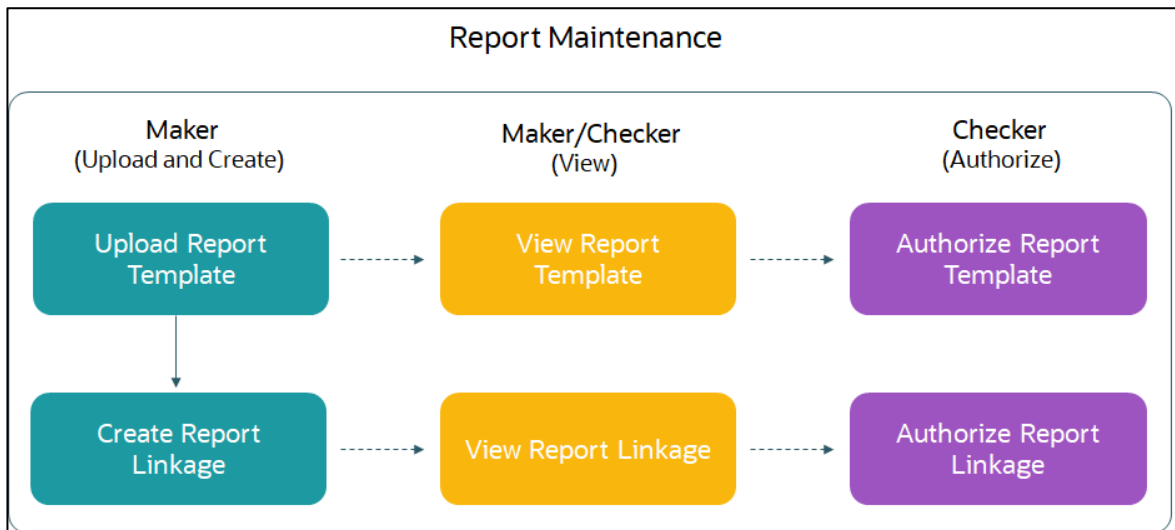 Report Maintenance
Maker
(Upload and Create)
Maker/Checker
(View)
Checker
(Authorize)
Upload Report
Template
View Report
Template
Authorize Report
Template
Create Report
Linkage
View Report Linkage
Authorize Report
Linkage